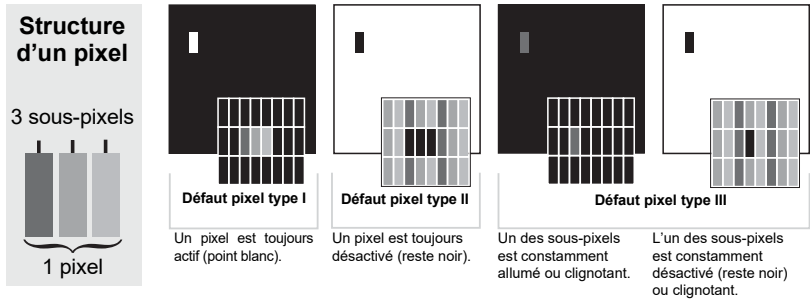 Structure
d'un pixel
3 sous-pixels
1 pixel
Défaut pixel type I
Un pixel est toujours
actif (point blanc).
Défaut pixel type II
Un pixel est toujours
désactivé (reste noir).
Défaut pixel type III
Un des sous-pixels
est constamment
allumé ou clignotant.
L'un des sous-pixels
est constamment
désactivé (reste noir)
ou clignotant.